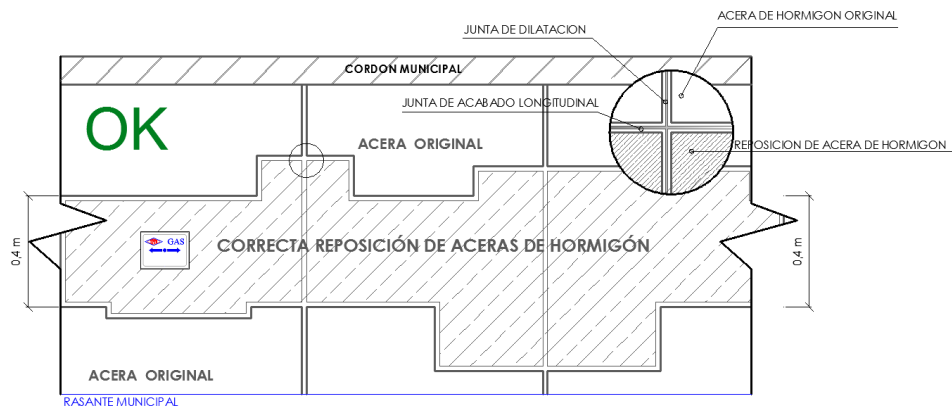 ACERA DE HORMIGON ORIGINAL
JUNTA DE DILATACION
CORDON MUNICIPAL
JUNTA DE ACABADO LONGITUDINAL
OK
ACERA ORIGINAL
REPOSICION DE ACERA DE HORMIGON
GAS
CORRECTA REPOSICIÓN DE ACERAS DE HORMIGÓN
0,4 m
0,4 m
ACERA ORIGINAL
RASANTE MUNICIPAL